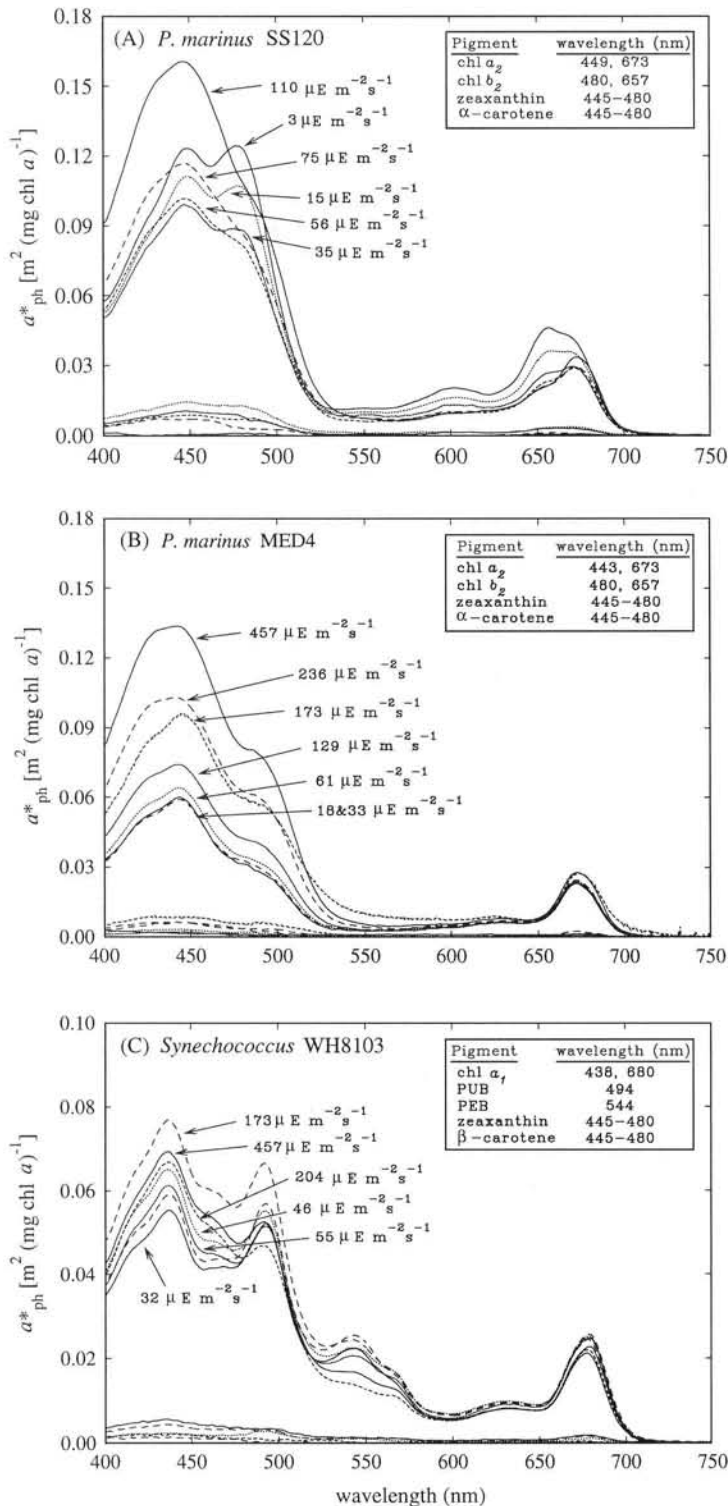 (A) P. marinus SS120
Pigment wavelength (nm)
chl a₂ 449, 673
chl b₂ 480, 657
zeaxanthin 445–480
α–carotene 445–480
110 μE m⁻²s⁻¹
3 μE m⁻²s⁻¹
75 μE m⁻²s⁻¹
15 μE m⁻²s⁻¹
56 μE m⁻²s⁻¹
35 μE m⁻²s⁻¹
a*ph [m² (mg chl a)⁻¹]
0.18
0.15
0.12
0.09
0.06
0.03
0.00
400 450 500 550 600 650 700 750
(B) P. marinus MED4
Pigment wavelength (nm)
chl a₂ 443, 673
chl b₂ 480, 657
zeaxanthin 445–480
α–carotene 445–480
457 μE m⁻²s⁻¹
236 μE m⁻²s⁻¹
173 μE m⁻²s⁻¹
129 μE m⁻²s⁻¹
61 μE m⁻²s⁻¹
18&33 μE m⁻²s⁻¹
a*ph [m² (mg chl a)⁻¹]
0.18
0.15
0.12
0.09
0.06
0.03
0.00
400 450 500 550 600 650 700 750
(C) Synechococcus WH8103
Pigment wavelength (nm)
chl a₁ 438, 680
PUB 494
PEB 544
zeaxanthin 445–480
β–carotene 445–480
173 μE m⁻²s⁻¹
457 μE m⁻²s⁻¹
204 μE m⁻²s⁻¹
46 μE m⁻²s⁻¹
55 μE m⁻²s⁻¹
32 μE m⁻²s⁻¹
a*ph [m² (mg chl a)⁻¹]
0.10
0.08
0.06
0.04
0.02
0.00
400 450 500 550 600 650 700 750
wavelength (nm)